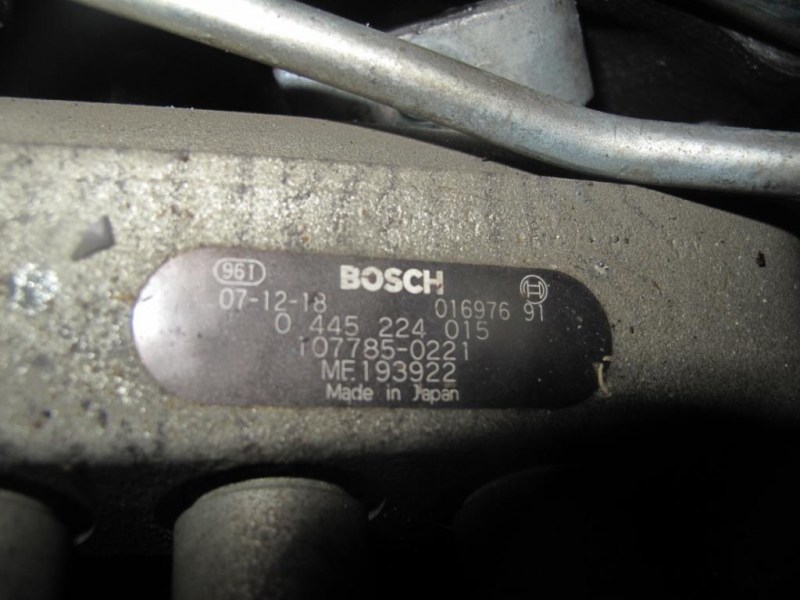 961 BOSCH
07-12-18 016976 91
0 445 224 015
107785-0221
ME193922
Made in Japan